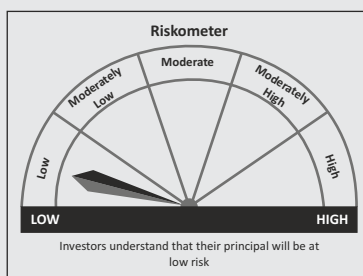 Riskometer
Low
Moderately
Low
Moderate
Moderately
High
High
LOW
HIGH
Investors understand that their principal will be at
low risk